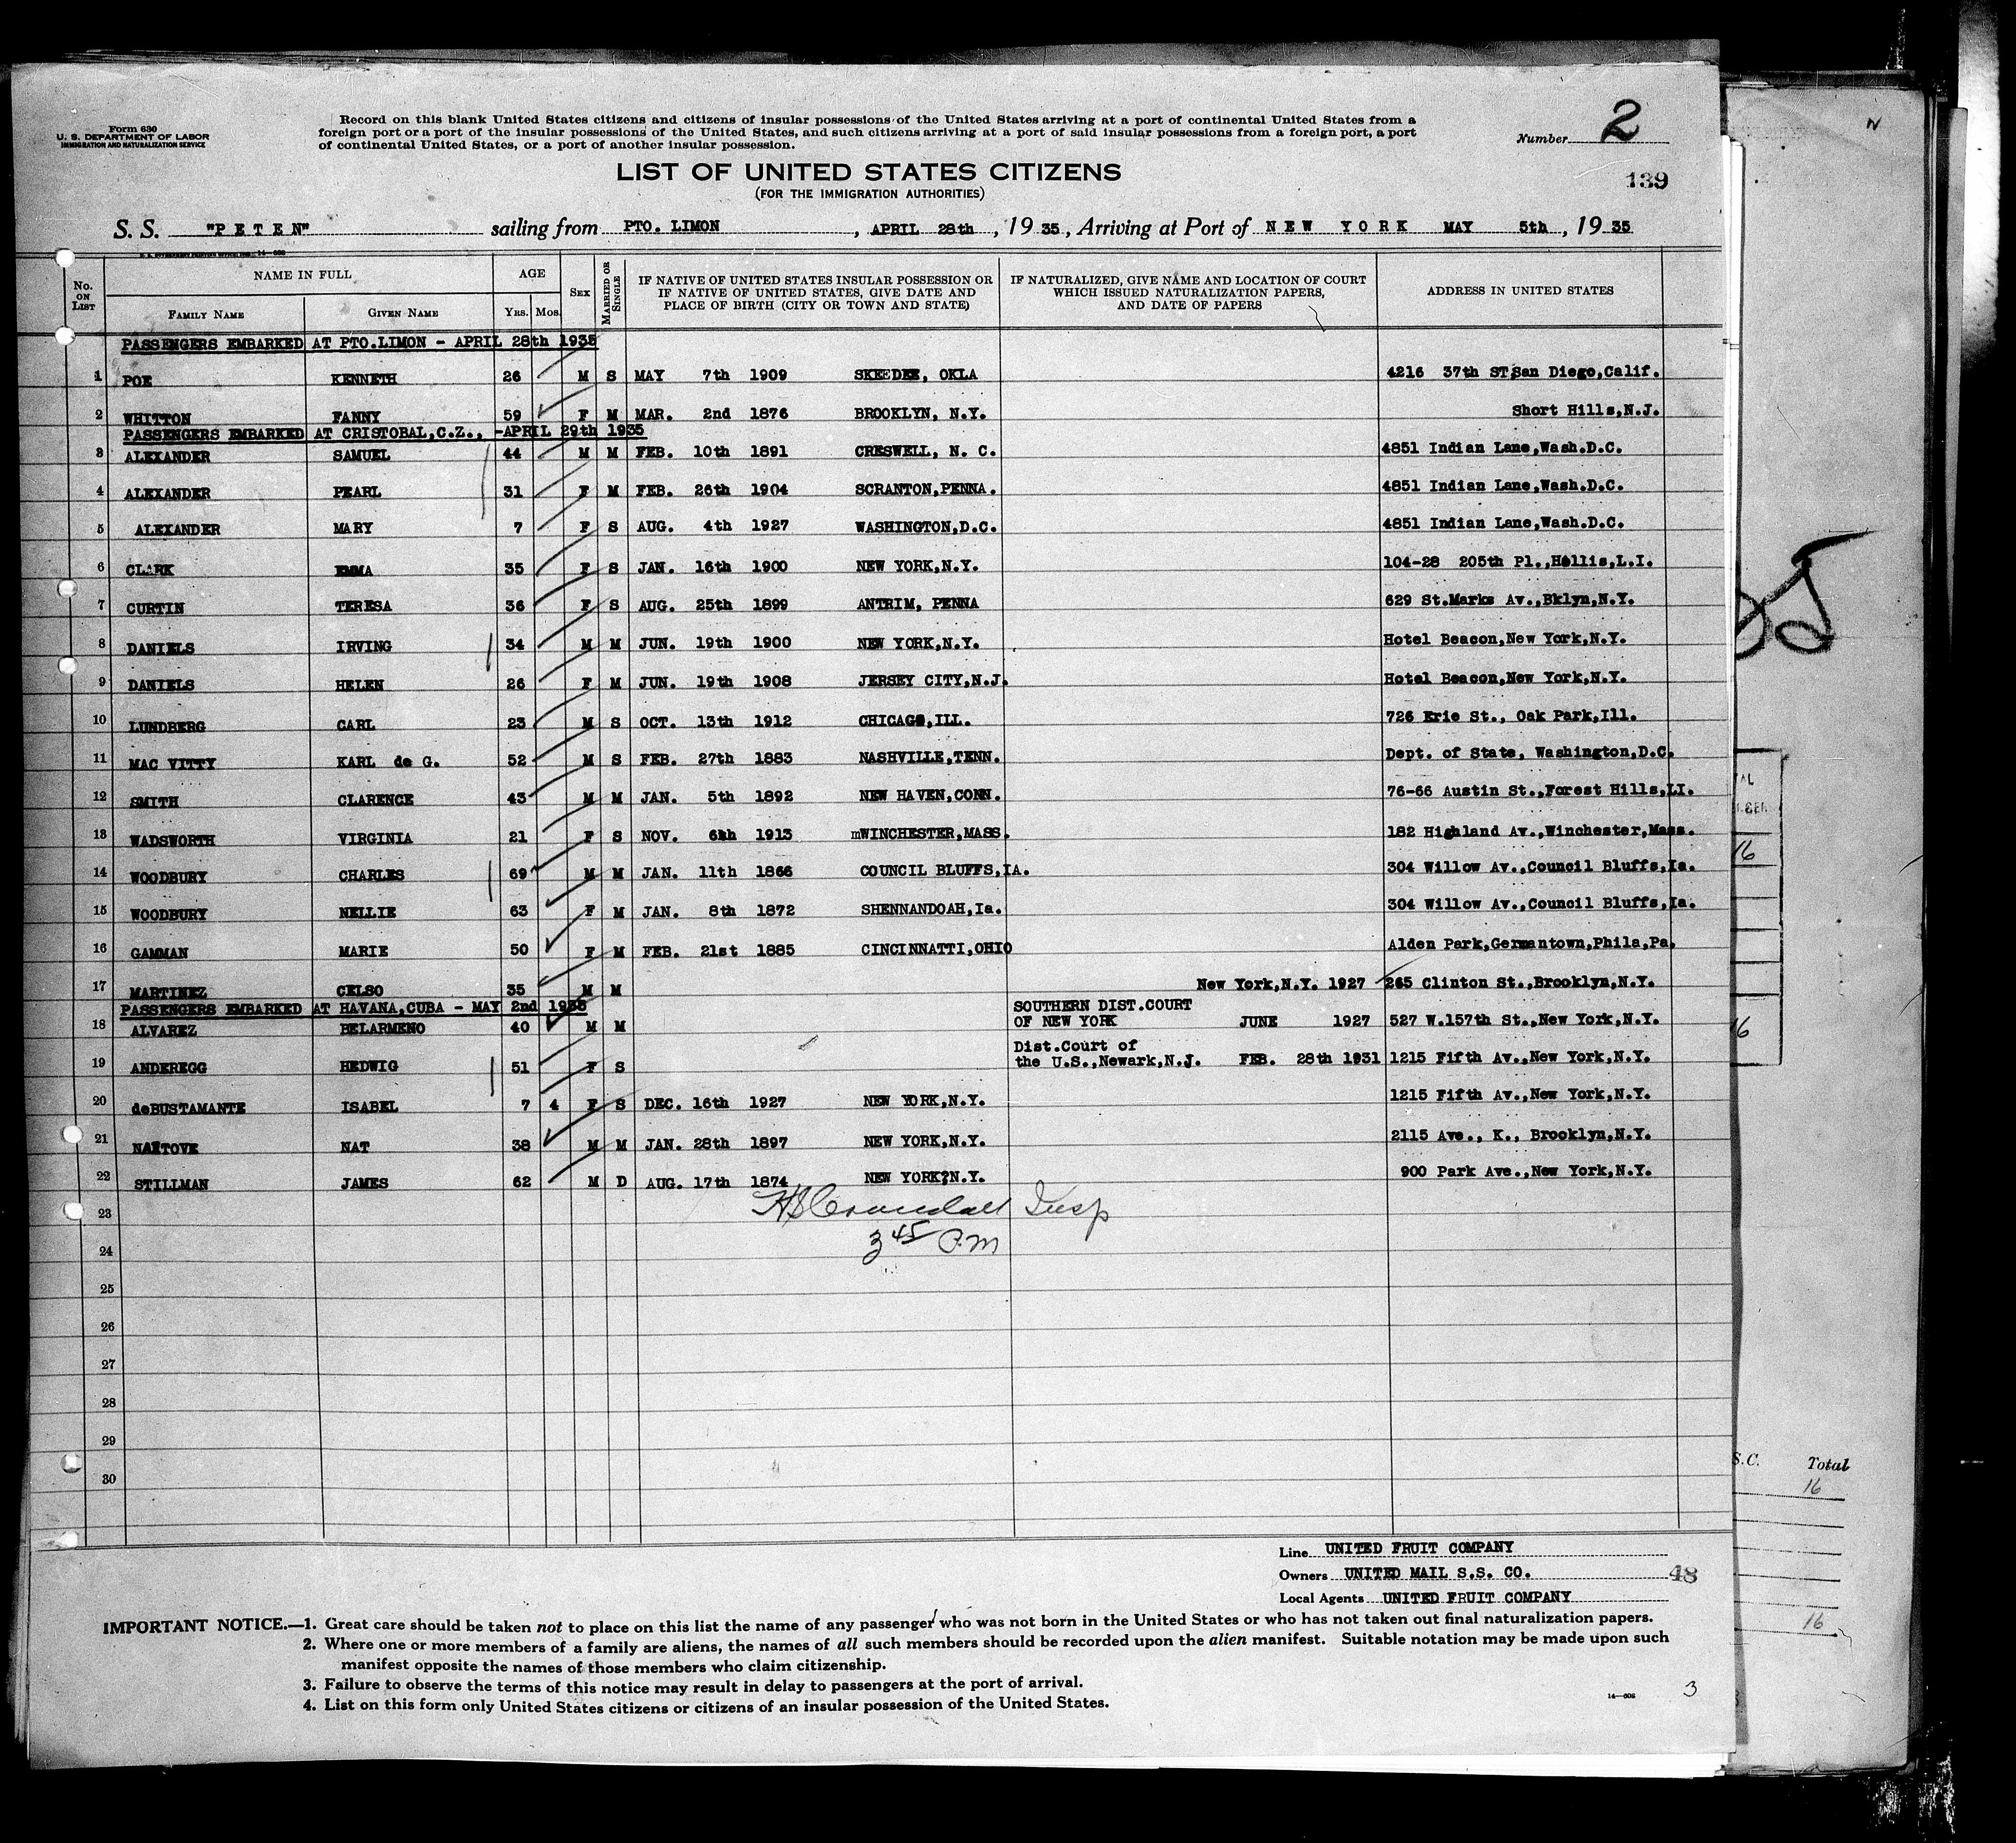 Form 630
U. S. DEPARTMENT OF LABOR
IMMIGRATION AND NATURALIZATION SERVICE
Record on this blank United States citizens and citizens of insular possessions of the United States arriving at a port of continental United States from a
foreign port or a port of the insular possessions of the United States, and such citizens arriving at a port of said insular possessions from a foreign port, a port
of continental United States, or a port of another insular possession.
Number 2
LIST OF UNITED STATES CITIZENS
139
(FOR THE IMMIGRATION AUTHORITIES)
S. S. "PETEN" sailing from PTO. LIMON, APRIL 28th, 1935, Arriving at Port of NEW YORK MAY 5th, 1935
No. ON LIST
NAME IN FULL
FAMILY NAME GIVEN NAME
AGE
YRS. MOS.
SEX
MARRIED OR SINGLE
IF NATIVE OF UNITED STATES INSULAR POSSESSION OR
IF NATIVE OF UNITED STATES, GIVE DATE AND
PLACE OF BIRTH (CITY OR TOWN AND STATE)
IF NATURALIZED, GIVE NAME AND LOCATION OF COURT
WHICH ISSUED NATURALIZATION PAPERS,
AND DATE OF PAPERS
ADDRESS IN UNITED STATES
PASSENGERS EMBARKED AT PTO.LIMON - APRIL 28th 1935
1 POE KENNETH 26 M S MAY 7th 1909 SKEEDEE, OKLA 4216 37th ST,San Diego,Calif.
2 WHITTON FANNY 59 F M MAR. 2nd 1876 BROOKLYN, N.Y. Short Hills,N.J.
PASSENGERS EMBARKED AT CRISTOBAL,C.Z., -APRIL 29th 1935
3 ALEXANDER SAMUEL 44 M M FEB. 10th 1891 CRESWELL, N. C. 4851 Indian Lane,Wash.D.C.
4 ALEXANDER PEARL 31 F M FEB. 26th 1904 SCRANTON,PENNA. 4851 Indian Lane,Wash.D.C.
5 ALEXANDER MARY 7 F S AUG. 4th 1927 WASHINGTON,D.C. 4851 Indian Lane,Wash.D.C.
6 CLARK EMMA 35 F S JAN. 16th 1900 NEW YORK,N.Y. 104-28 205th Pl.,Hollis,L.I.
7 CURTIN TERESA 36 F S AUG. 25th 1899 ANTRIM, PENNA 629 St.Marks Av.,Bklyn,N.Y.
8 DANIELS IRVING 34 M M JUN. 19th 1900 NEW YORK,N.Y. Hotel Beacon,New York,N.Y.
9 DANIELS HELEN 26 F M JUN. 19th 1908 JERSEY CITY,N.J. Hotel Beacon,New York,N.Y.
10 LUNDBERG CARL 23 M S OCT. 13th 1912 CHICAGO,ILL. 726 Erie St., Oak Park,Ill.
11 MAC VITTY KARL de G. 52 M S FEB. 27th 1883 NASHVILLE,TENN. Dept. of State, Washington,D.C.
12 SMITH CLARENCE 43 M M JAN. 5th 1892 NEW HAVEN,CONN. 76-66 Austin St.,Forest Hills,LI.
13 WADSWORTH VIRGINIA 21 F S NOV. 6th 1913 mWINCHESTER,MASS. 182 Highland Av.,Winchester,Mass.
14 WOODBURY CHARLES 69 M M JAN. 11th 1866 COUNCIL BLUFFS,IA. 304 Willow Av.,Council Bluffs,Ia.
15 WOODBURY NELLIE 63 F M JAN. 8th 1872 SHENNANDOAH,Ia. 304 Willow Av.,Council Bluffs,Ia.
16 GAMMAN MARIE 50 F M FEB. 21st 1885 CINCINNATTI,OHIO Alden Park,Germantown,Phila,Pa.
17 MARTINEZ CELSO 35 M M New York,N.Y. 1927 265 Clinton St.,Brooklyn,N.Y.
PASSENGERS EMBARKED AT HAVANA,CUBA - MAY 2nd 1935
SOUTHERN DIST.COURT
18 ALVAREZ BELARMENO 40 M M OF NEW YORK JUNE 1927 527 W.157th St.,New York,N.Y.
Dist.Court of
19 ANDEREGG HEDWIG 51 F S the U.S.,Newark,N.J. FEB. 28th 1931 1215 Fifth Av.,New York,N.Y.
20 deBUSTAMANTE ISABEL 7 4 F S DEC. 16th 1927 NEW YORK,N.Y. 1215 Fifth Av.,New York,N.Y.
21 NAT 38 M M JAN. 28th 1897 NEW YORK,N.Y. 2115 Ave., K., Brooklyn,N.Y.
22 STILLMAN JAMES 62 M D AUG. 17th 1874 NEW YORK?N.Y. 900 Park Ave.,New York,N.Y.
23 Insp
24 3 45 P.M
25
26
27
28
29
30
Line UNITED FRUIT COMPANY
Owners UNITED MAIL S.S. CO. 48
Local Agents UNITED FRUIT COMPANY
IMPORTANT NOTICE.—1. Great care should be taken not to place on this list the name of any passenger who was not born in the United States or who has not taken out final naturalization papers.
2. Where one or more members of a family are aliens, the names of all such members should be recorded upon the alien manifest. Suitable notation may be made upon such
manifest opposite the names of those members who claim citizenship.
3. Failure to observe the terms of this notice may result in delay to passengers at the port of arrival.
4. List on this form only United States citizens or citizens of an insular possession of the United States.
3
16
16
S.C. Total
16
16